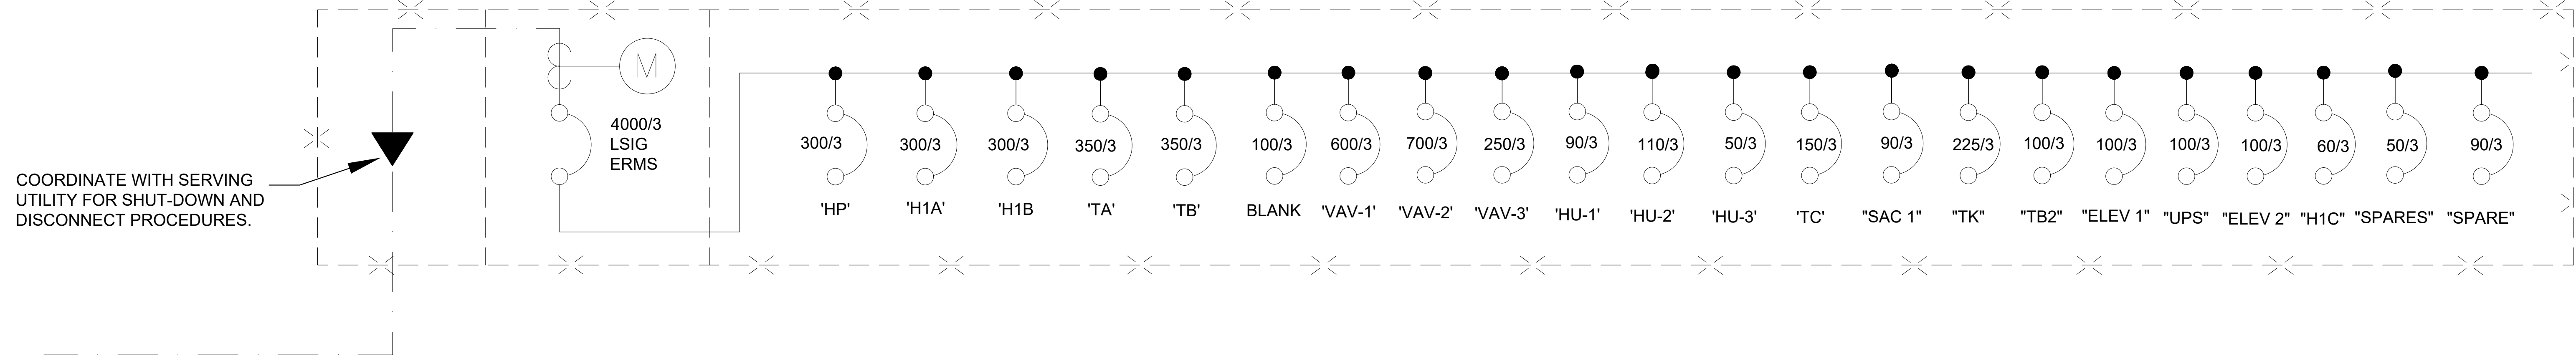 COORDINATE WITH SERVING
UTILITY FOR SHUT-DOWN AND
DISCONNECT PROCEDURES.
M
4000/3
LSIG
ERMS
300/3 300/3 300/3 350/3 350/3 100/3 600/3 700/3 250/3 90/3 110/3 50/3 150/3 90/3 225/3 100/3 100/3 100/3 100/3 60/3 50/3 90/3
'HP' 'H1A' 'H1B 'TA' 'TB' BLANK 'VAV-1' 'VAV-2' 'VAV-3' 'HU-1' 'HU-2' 'HU-3' 'TC' "SAC 1" "TK" "TB2" "ELEV 1" "UPS" "ELEV 2" "H1C" "SPARES" "SPARE"